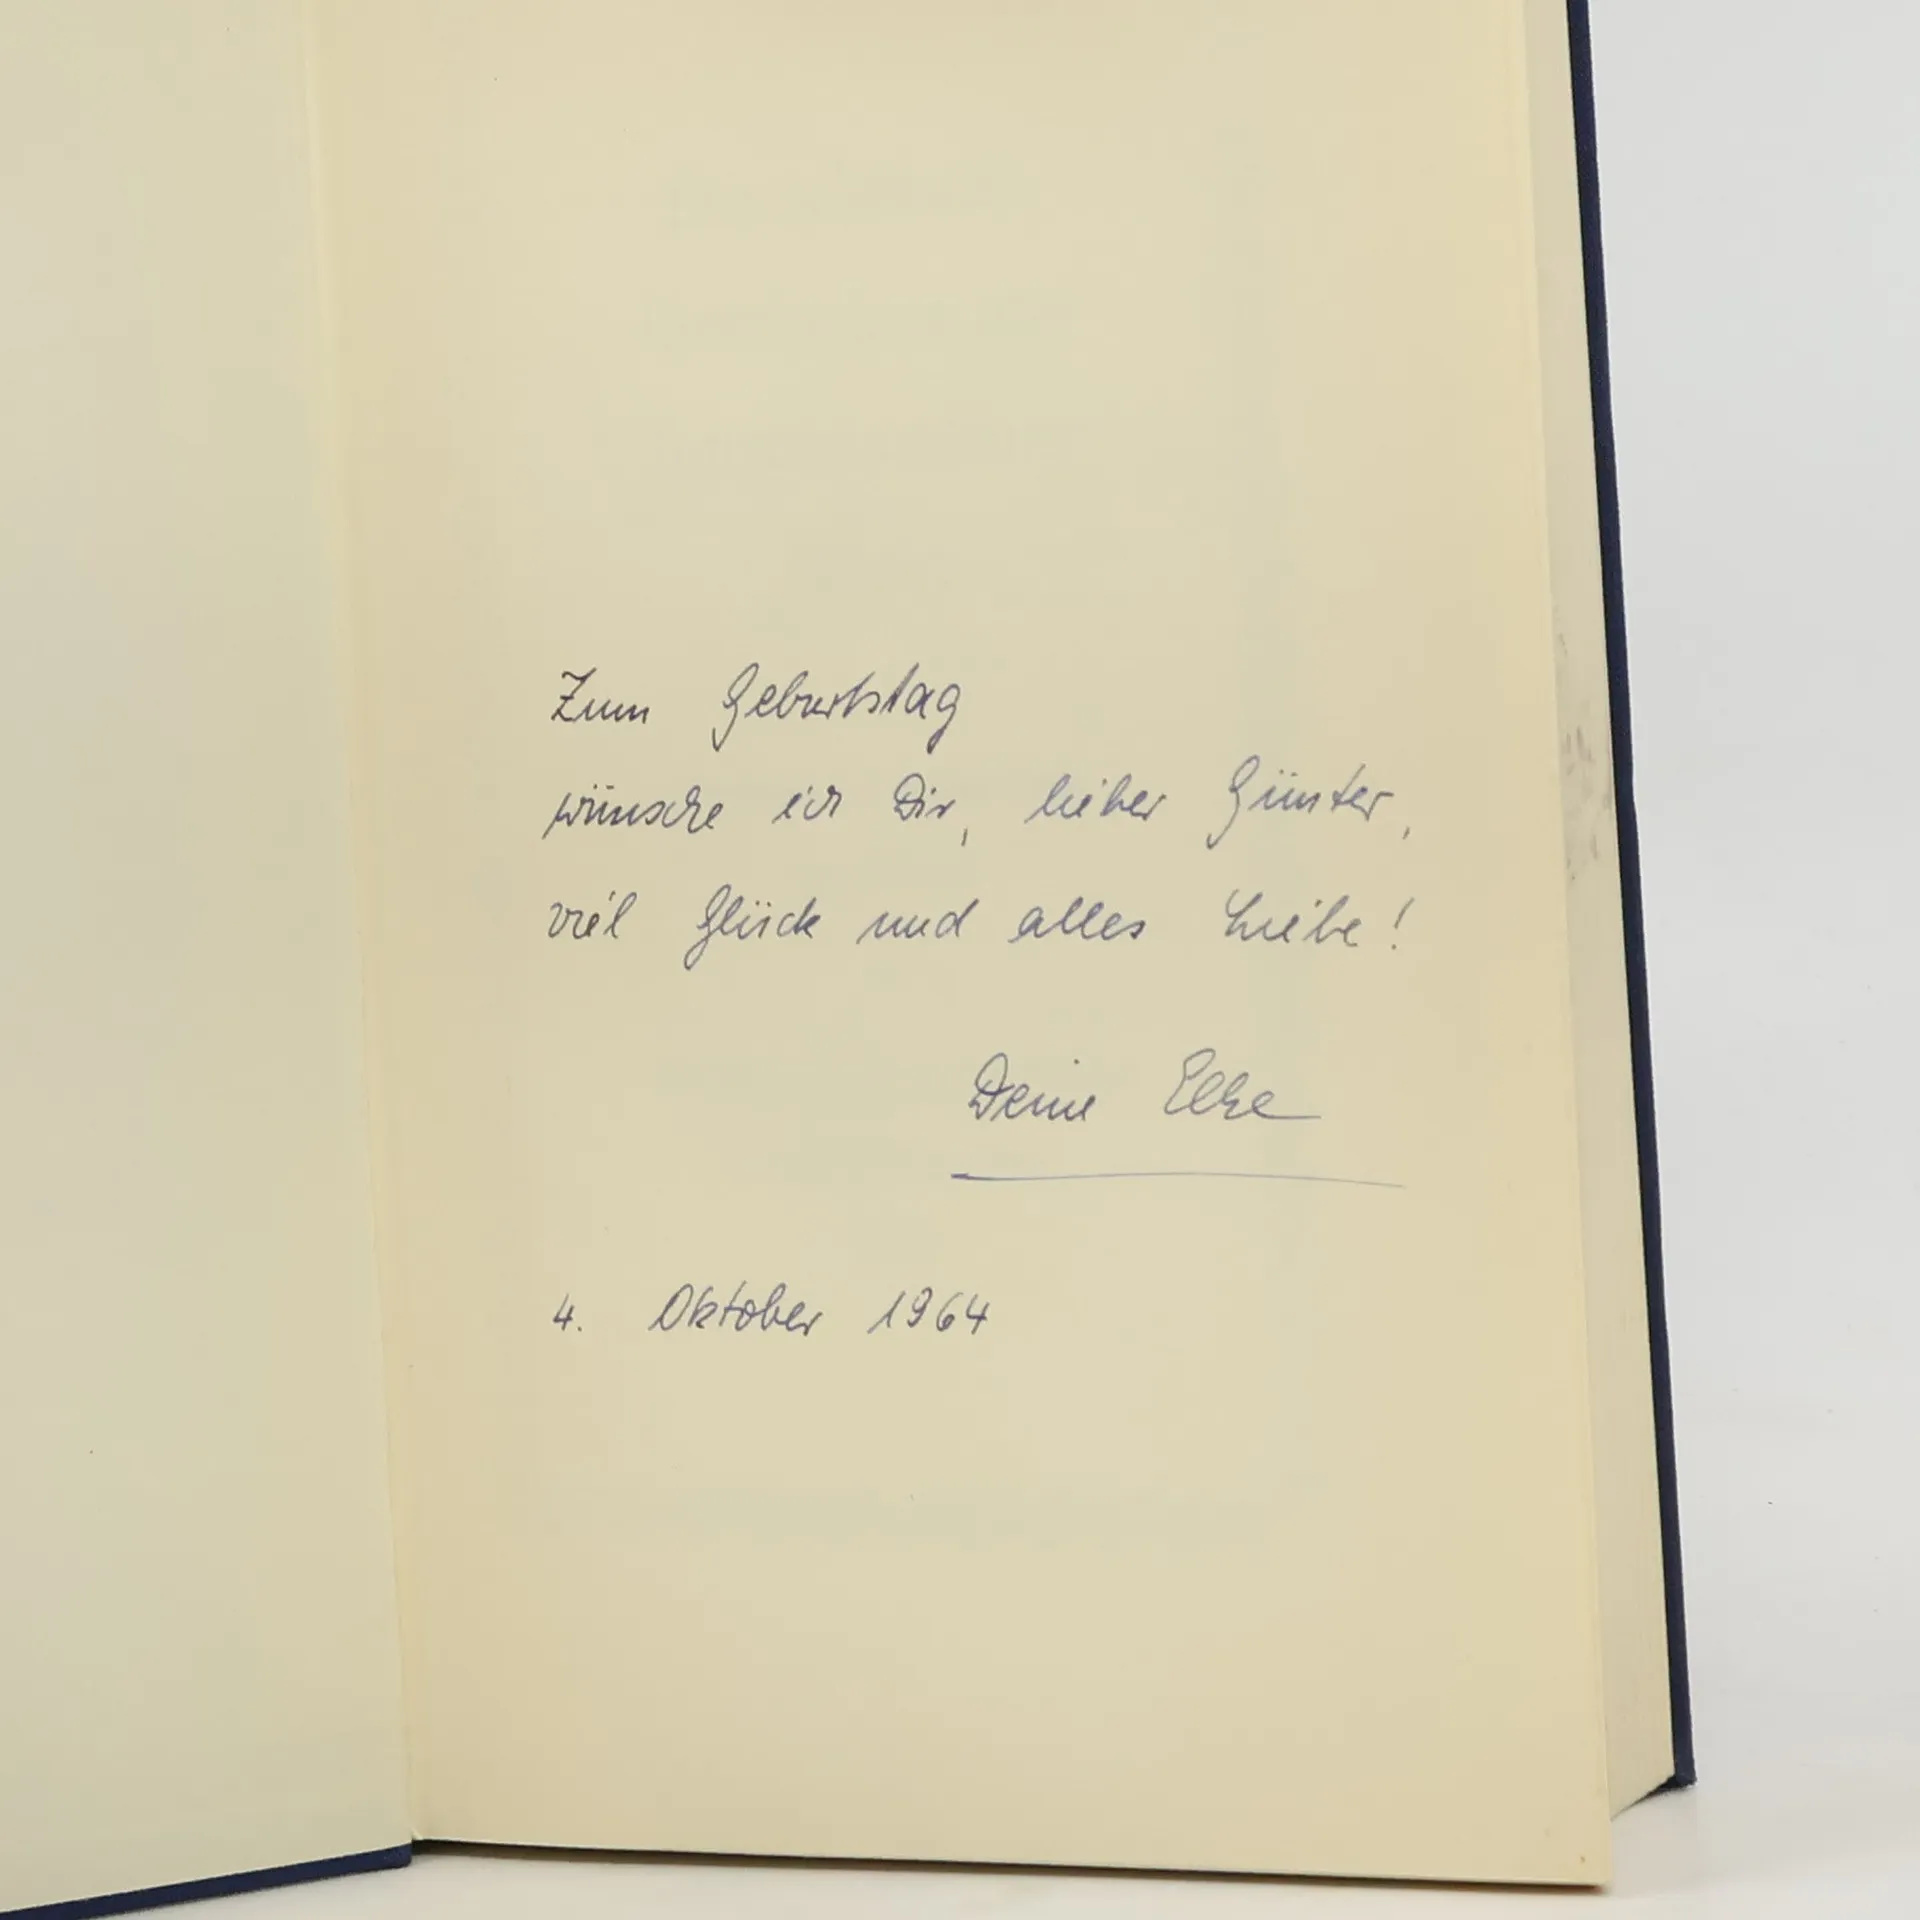 Zum Geburtstag
wünsche ich Dir, lieber Günter,
viel Glück und alles Liebe!
Deine Elke
4. Oktober 1964